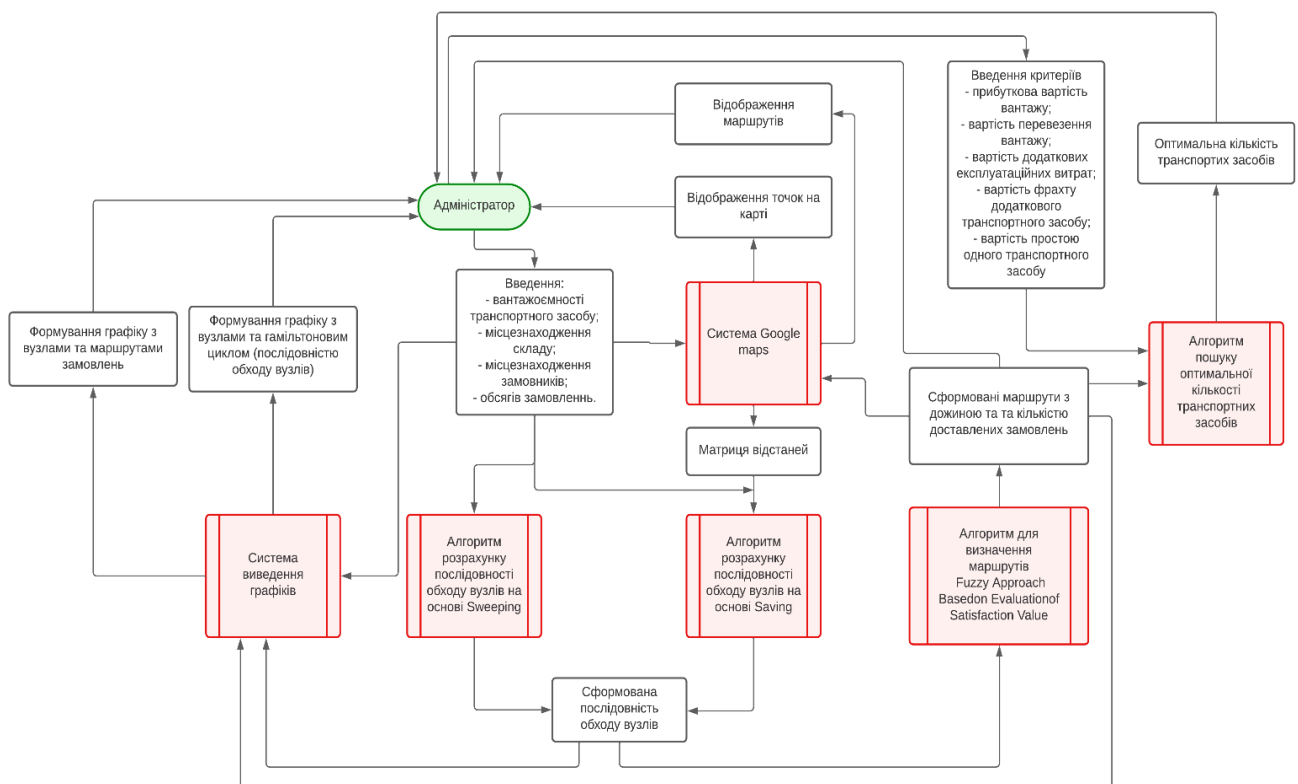 Введення критеріїв
- прибуткова вартість
вантажу;
- вартість перевезення
вантажу;
- вартість додаткових
експлуатаційних витрат;
- вартість фрахту
додаткового
транспортного засобу;
- вартість простою
одного транспортного
засобу
Відображення
маршрутів
Оптимальна кількість
транспортих засобів
Адміністратор
Відображення точок на
карті
Введення:
- вантажоємності
транспортного засобу;
- місцезнаходження
складу;
- місцезнаходження
замовників;
- обсягів замовленнь.
Формування графіку з
вузлами та маршрутами
замовлень
Формування графіку з
вузлами та гамільтоновим
циклом (послідовністю
обходу вузлів)
Система Google
maps
Алгоритм
пошуку
оптимальної
кількості
транспортних
засобів
Сформовані маршрути з
дожиною та та кількістю
доставлених замовлень
Матриця відстаней
Система
виведення
графіків
Алгоритм
розрахунку
послідовності
обходу вузлів на
основі Sweeping
Алгоритм
розрахунку
послідовності
обходу вузлів на
основі Saving
Алгоритм для
визначення
маршрутів
Fuzzy Approach
Basedon Evaluationof
Satisfaction Value
Сформована
послідовність
обходу вузлів